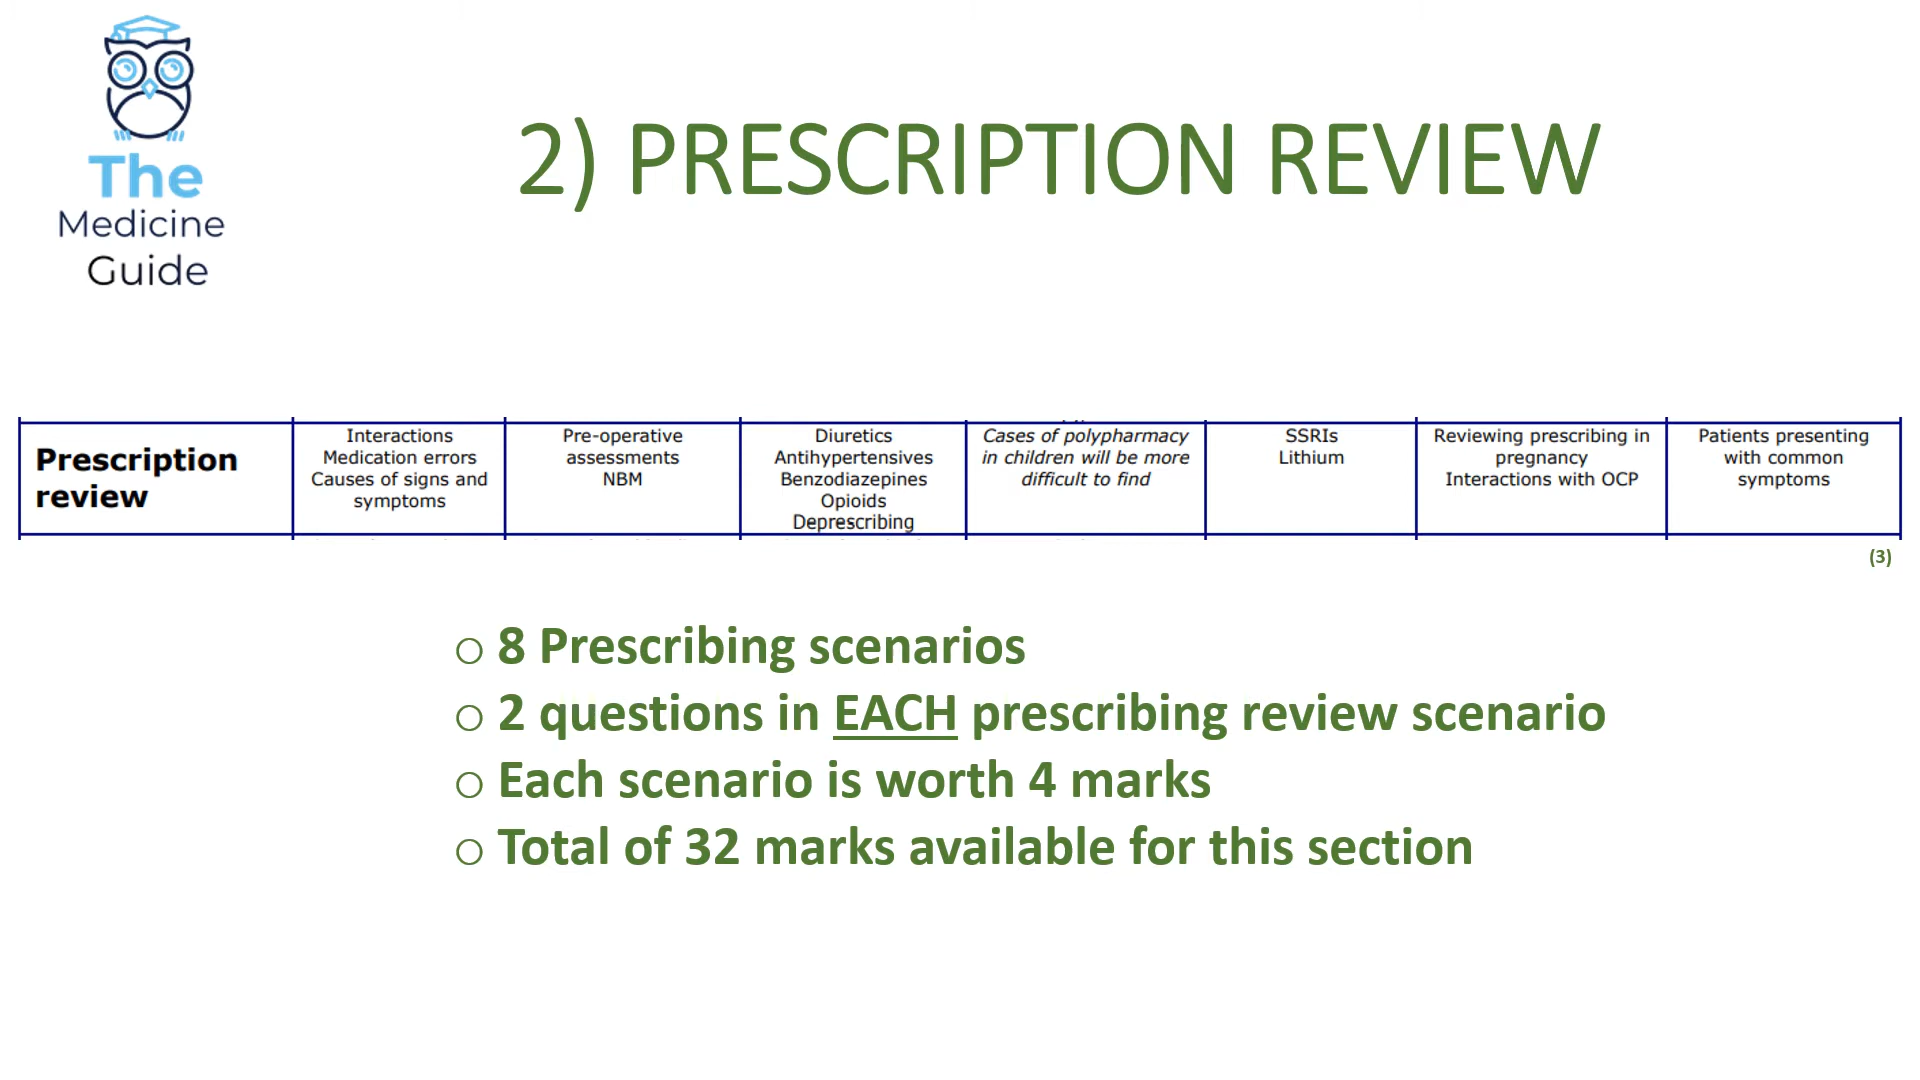 The
Medicine
Guide
2) PRESCRIPTION REVIEW
Prescription
review
Interactions
Medication errors
Causes of signs and
symptoms
Pre-operative
assessments
NBM
Diuretics
Antihypertensives
Benzodiazepines
Opioids
Deprescribing
Cases of polypharmacy
in children will be more
difficult to find
SSRIs
Lithium
Reviewing prescribing in
pregnancy
Interactions with OCP
Patients presenting
with common
symptoms
(3)
o 8 Prescribing scenarios
o 2 questions in EACH prescribing review scenario
o Each scenario is worth 4 marks
o Total of 32 marks available for this section